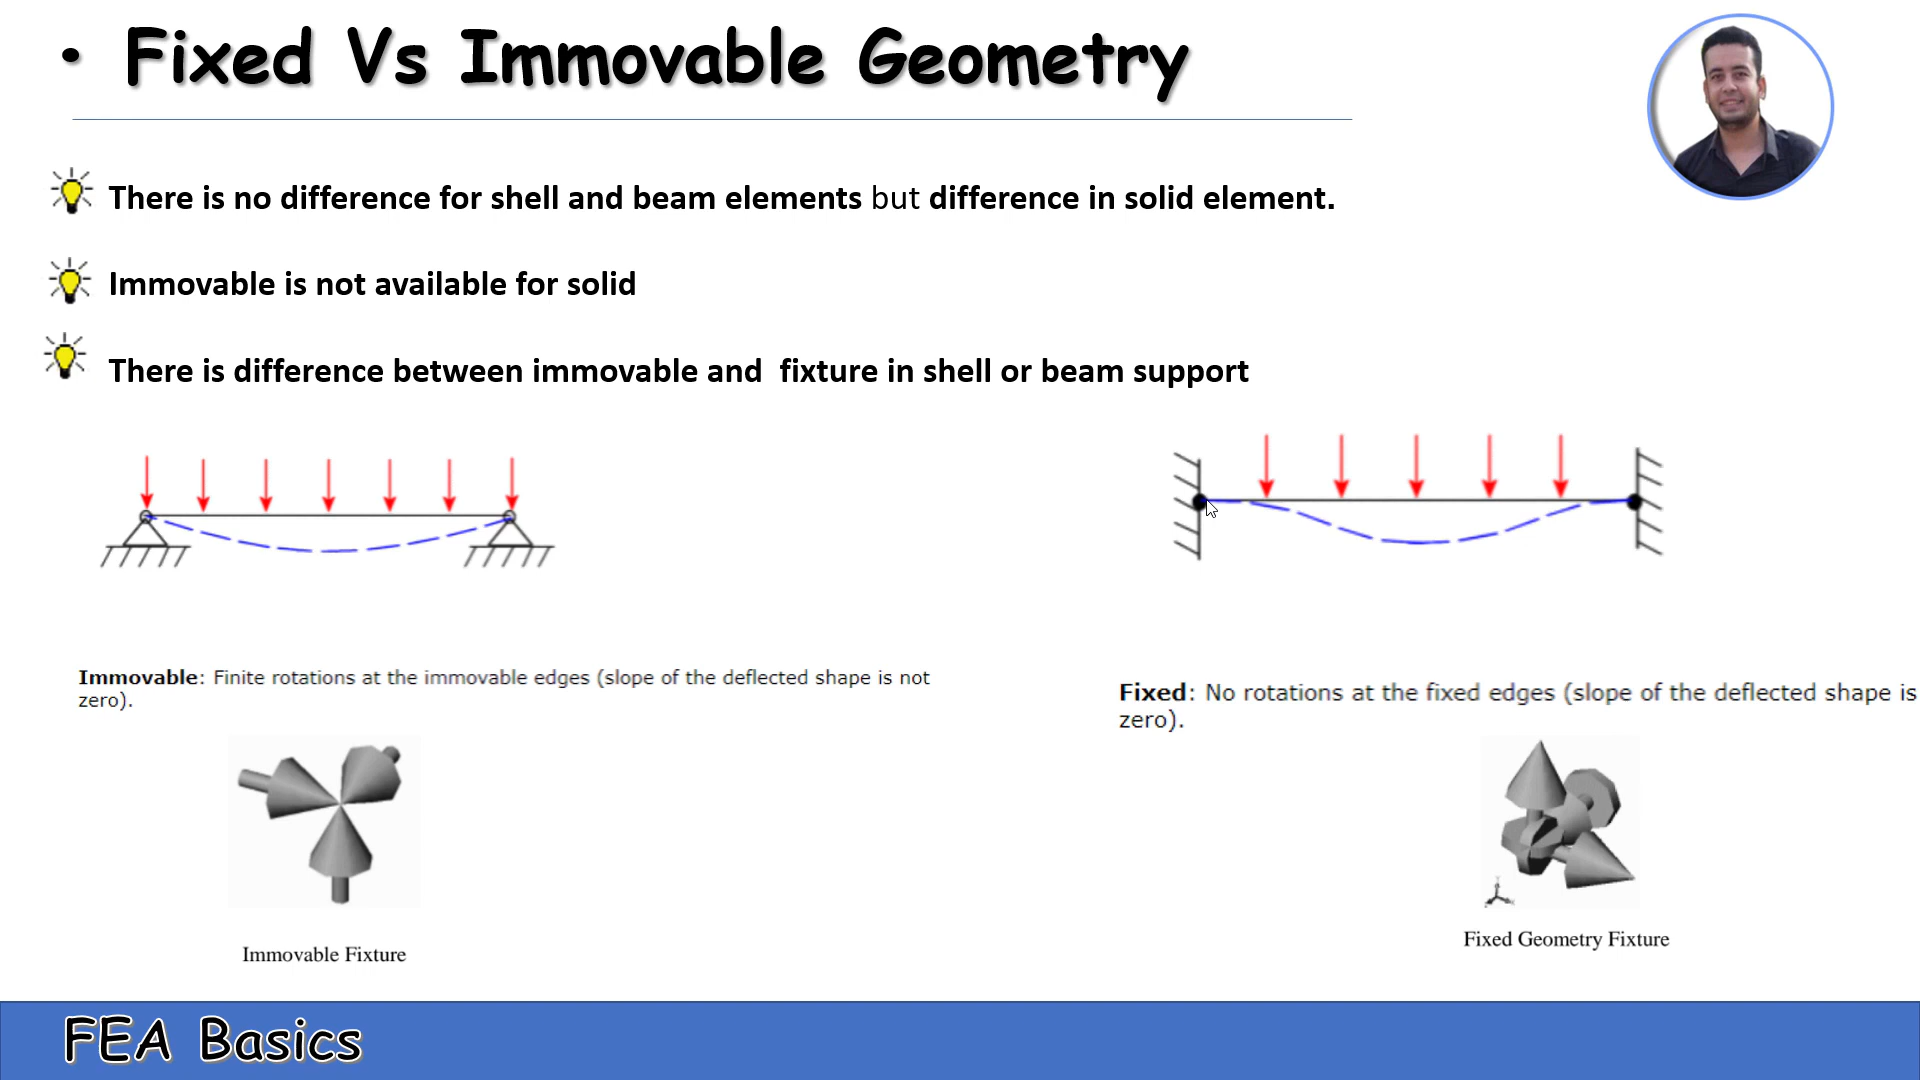 • Fixed Vs Immovable Geometry
There is no difference for shell and beam elements but difference in solid element.
Immovable is not available for solid
There is difference between immovable and fixture in shell or beam support
Immovable: Finite rotations at the immovable edges (slope of the deflected shape is not
zero).
Fixed: No rotations at the fixed edges (slope of the deflected shape is
zero).
Immovable Fixture
Fixed Geometry Fixture
FEA Basics